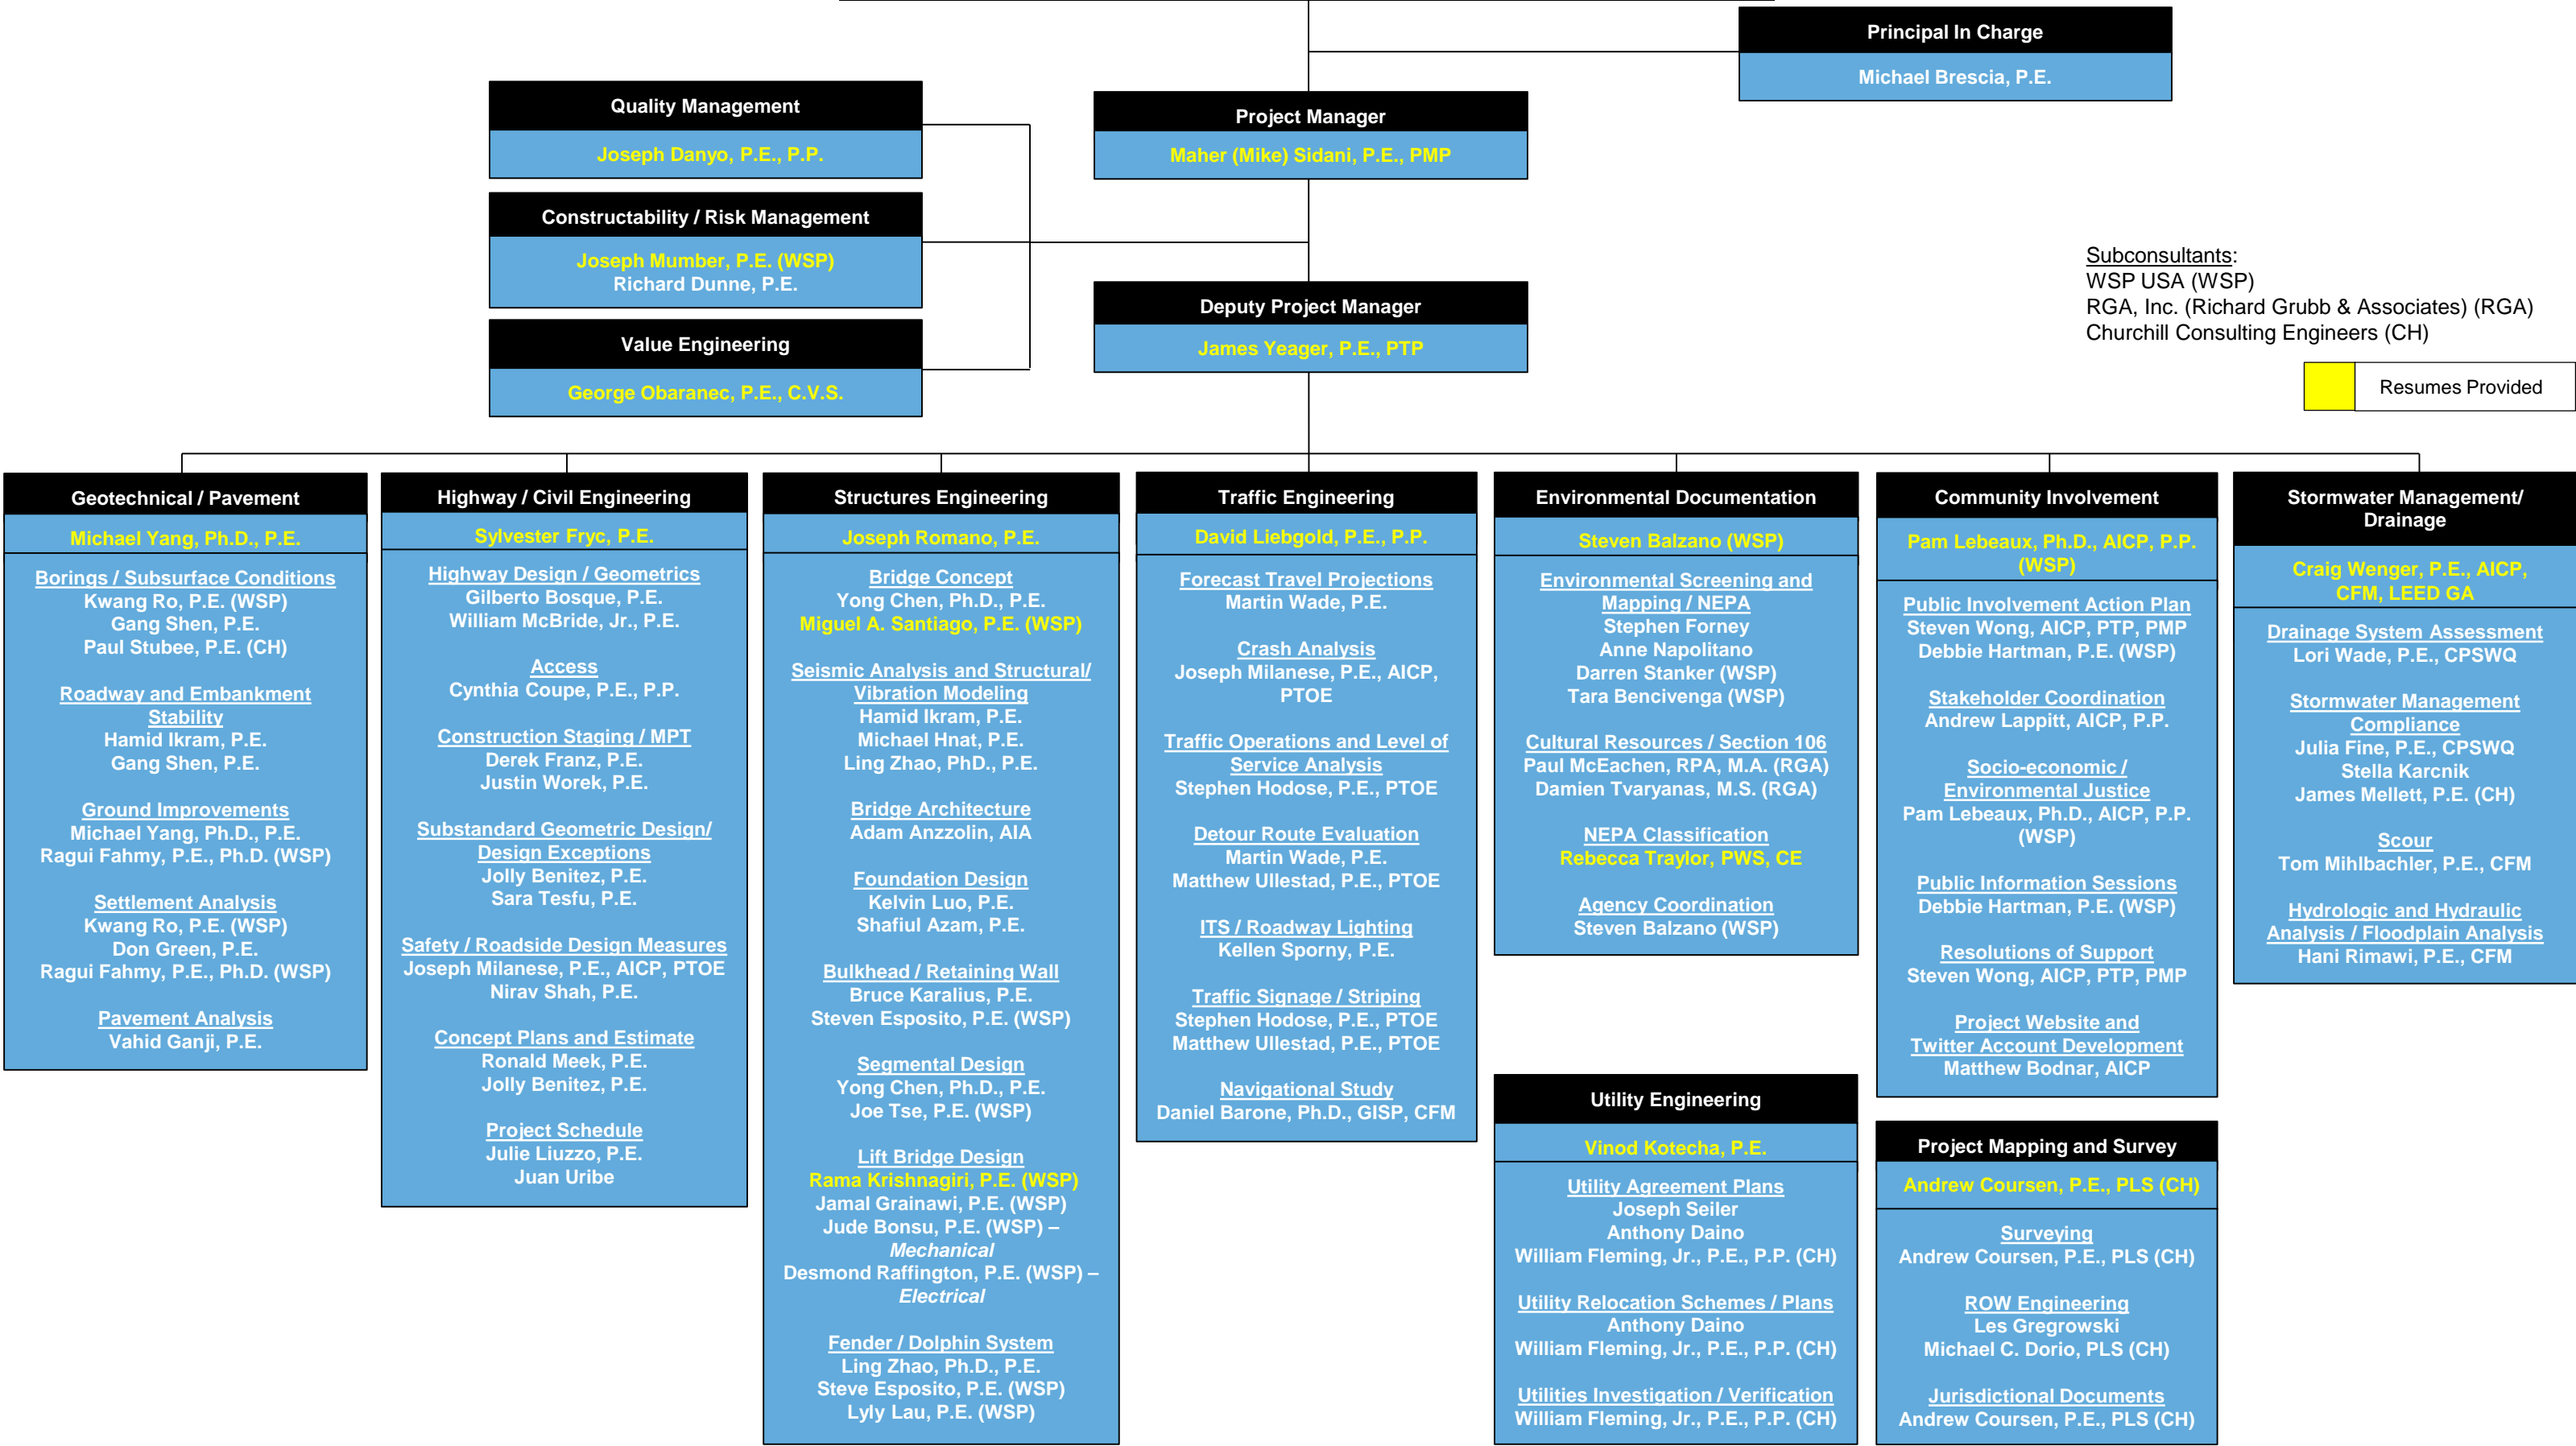 Principal In Charge
Michael Brescia, P.E.
Quality Management
Joseph Danyo, P.E., P.P.
Project Manager
Maher (Mike) Sidani, P.E., PMP
Constructability / Risk Management
Joseph Mumber, P.E. (WSP)
Richard Dunne, P.E.
Subconsultants:
WSP USA (WSP)
RGA, Inc. (Richard Grubb & Associates) (RGA)
Churchill Consulting Engineers (CH)
Deputy Project Manager
James Yeager, P.E., PTP
Value Engineering
George Obaranec, P.E., C.V.S.
Resumes Provided
Geotechnical / Pavement
Michael Yang, Ph.D., P.E.
Borings / Subsurface Conditions
Kwang Ro, P.E. (WSP)
Gang Shen, P.E.
Paul Stubee, P.E. (CH)
Roadway and Embankment
Stability
Hamid Ikram, P.E.
Gang Shen, P.E.
Ground Improvements
Michael Yang, Ph.D., P.E.
Ragui Fahmy, P.E., Ph.D. (WSP)
Settlement Analysis
Kwang Ro, P.E. (WSP)
Don Green, P.E.
Ragui Fahmy, P.E., Ph.D. (WSP)
Pavement Analysis
Vahid Ganji, P.E.
Highway / Civil Engineering
Sylvester Fryc, P.E.
Highway Design / Geometrics
Gilberto Bosque, P.E.
William McBride, Jr., P.E.
Access
Cynthia Coupe, P.E., P.P.
Construction Staging / MPT
Derek Franz, P.E.
Justin Worek, P.E.
Substandard Geometric Design/
Design Exceptions
Jolly Benitez, P.E.
Sara Tesfu, P.E.
Safety / Roadside Design Measures
Joseph Milanese, P.E., AICP, PTOE
Nirav Shah, P.E.
Concept Plans and Estimate
Ronald Meek, P.E.
Jolly Benitez, P.E.
Project Schedule
Julie Liuzzo, P.E.
Juan Uribe
Structures Engineering
Joseph Romano, P.E.
Bridge Concept
Yong Chen, Ph.D., P.E.
Miguel A. Santiago, P.E. (WSP)
Seismic Analysis and Structural/
Vibration Modeling
Hamid Ikram, P.E.
Michael Hnat, P.E.
Ling Zhao, PhD., P.E.
Bridge Architecture
Adam Anzzolin, AIA
Foundation Design
Kelvin Luo, P.E.
Shafiul Azam, P.E.
Bulkhead / Retaining Wall
Bruce Karalius, P.E.
Steven Esposito, P.E. (WSP)
Segmental Design
Yong Chen, Ph.D., P.E.
Joe Tse, P.E. (WSP)
Lift Bridge Design
Rama Krishnagiri, P.E. (WSP)
Jamal Grainawi, P.E. (WSP)
Jude Bonsu, P.E. (WSP) –
Mechanical
Desmond Raffington, P.E. (WSP) –
Electrical
Fender / Dolphin System
Ling Zhao, Ph.D., P.E.
Steve Esposito, P.E. (WSP)
Lyly Lau, P.E. (WSP)
Traffic Engineering
David Liebgold, P.E., P.P.
Forecast Travel Projections
Martin Wade, P.E.
Crash Analysis
Joseph Milanese, P.E., AICP,
PTOE
Traffic Operations and Level of
Service Analysis
Stephen Hodose, P.E., PTOE
Detour Route Evaluation
Martin Wade, P.E.
Matthew Ullestad, P.E., PTOE
ITS / Roadway Lighting
Kellen Sporny, P.E.
Traffic Signage / Striping
Stephen Hodose, P.E., PTOE
Matthew Ullestad, P.E., PTOE
Navigational Study
Daniel Barone, Ph.D., GISP, CFM
Environmental Documentation
Steven Balzano (WSP)
Environmental Screening and
Mapping / NEPA
Stephen Forney
Anne Napolitano
Darren Stanker (WSP)
Tara Bencivenga (WSP)
Cultural Resources / Section 106
Paul McEachen, RPA, M.A. (RGA)
Damien Tvaryanas, M.S. (RGA)
NEPA Classification
Rebecca Traylor, PWS, CE
Agency Coordination
Steven Balzano (WSP)
Utility Engineering
Vinod Kotecha, P.E.
Utility Agreement Plans
Joseph Seiler
Anthony Daino
William Fleming, Jr., P.E., P.P. (CH)
Utility Relocation Schemes / Plans
Anthony Daino
William Fleming, Jr., P.E., P.P. (CH)
Utilities Investigation / Verification
William Fleming, Jr., P.E., P.P. (CH)
Community Involvement
Pam Lebeaux, Ph.D., AICP, P.P.
(WSP)
Public Involvement Action Plan
Steven Wong, AICP, PTP, PMP
Debbie Hartman, P.E. (WSP)
Stakeholder Coordination
Andrew Lappitt, AICP, P.P.
Socio-economic /
Environmental Justice
Pam Lebeaux, Ph.D., AICP, P.P.
(WSP)
Public Information Sessions
Debbie Hartman, P.E. (WSP)
Resolutions of Support
Steven Wong, AICP, PTP, PMP
Project Website and
Twitter Account Development
Matthew Bodnar, AICP
Project Mapping and Survey
Andrew Coursen, P.E., PLS (CH)
Surveying
Andrew Coursen, P.E., PLS (CH)
ROW Engineering
Les Gregrowski
Michael C. Dorio, PLS (CH)
Jurisdictional Documents
Andrew Coursen, P.E., PLS (CH)
Stormwater Management/
Drainage
Craig Wenger, P.E., AICP,
CFM, LEED GA
Drainage System Assessment
Lori Wade, P.E., CPSWQ
Stormwater Management
Compliance
Julia Fine, P.E., CPSWQ
Stella Karcnik
James Mellett, P.E. (CH)
Scour
Tom Mihlbachler, P.E., CFM
Hydrologic and Hydraulic
Analysis / Floodplain Analysis
Hani Rimawi, P.E., CFM